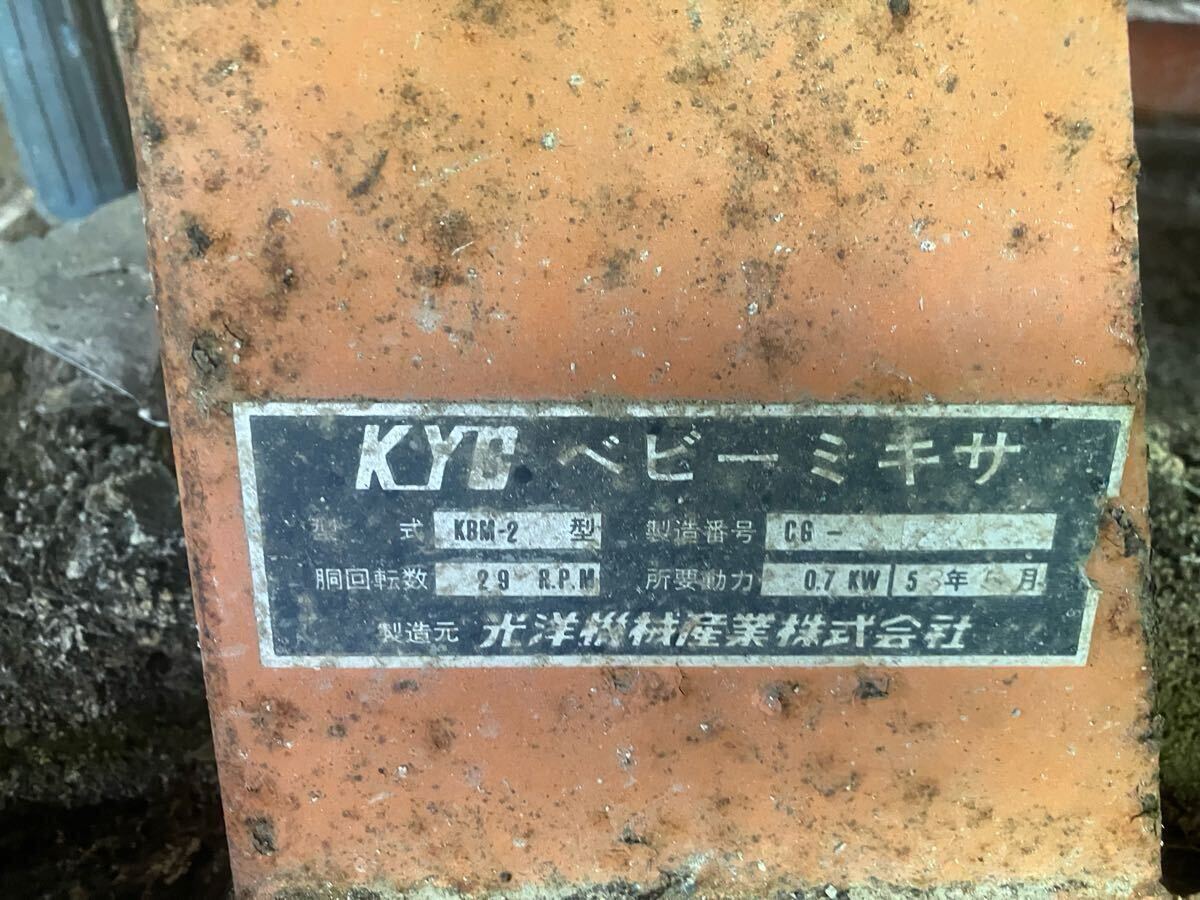 KYC ベビーミキサ
型式 KBM-2 型 製造番号 CG-
胴回転数 29 R.P.M 所要動力 0.7 KW 5 年 月
製造元 光洋機械産業株式会社